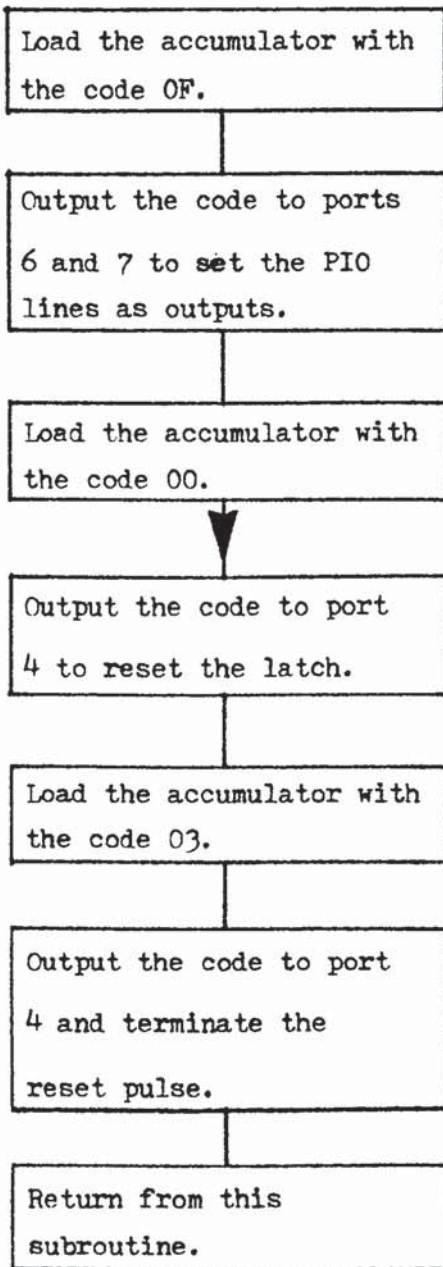 Load the accumulator with
the code OF.
Output the code to ports
6 and 7 to set the PIO
lines as outputs.
Load the accumulator with
the code 00.
Output the code to port
4 to reset the latch.
Load the accumulator with
the code 03.
Output the code to port
4 and terminate the
reset pulse.
Return from this
subroutine.